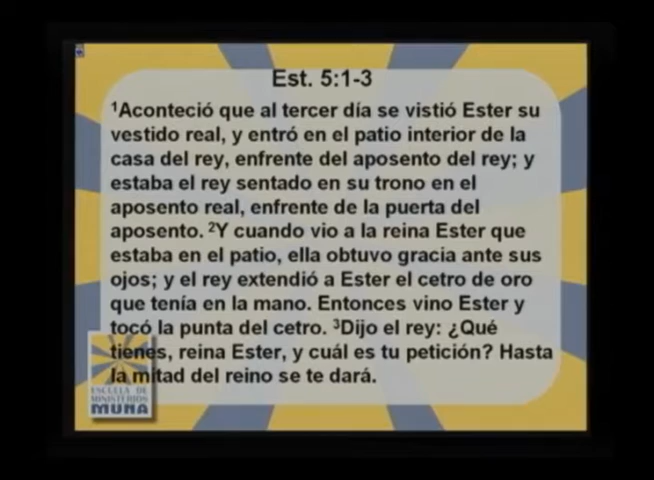 Est. 5:1-3
¹Aconteció que al tercer día se vistió Ester su
vestido real, y entró en el patio interior de la
casa del rey, enfrente del aposento del rey; y
estaba el rey sentado en su trono en el
aposento real, enfrente de la puerta del
aposento. ²Y cuando vio a la reina Ester que
estaba en el patio, ella obtuvo gracia ante sus
ojos; y el rey extendió a Ester el cetro de oro
que tenía en la mano. Entonces vino Ester y
tocó la punta del cetro. ³Dijo el rey: ¿Qué
tienes, reina Ester, y cuál es tu petición? Hasta
la mitad del reino se te dará.
ESCUELA DE
MINISTERIOS
MUNA